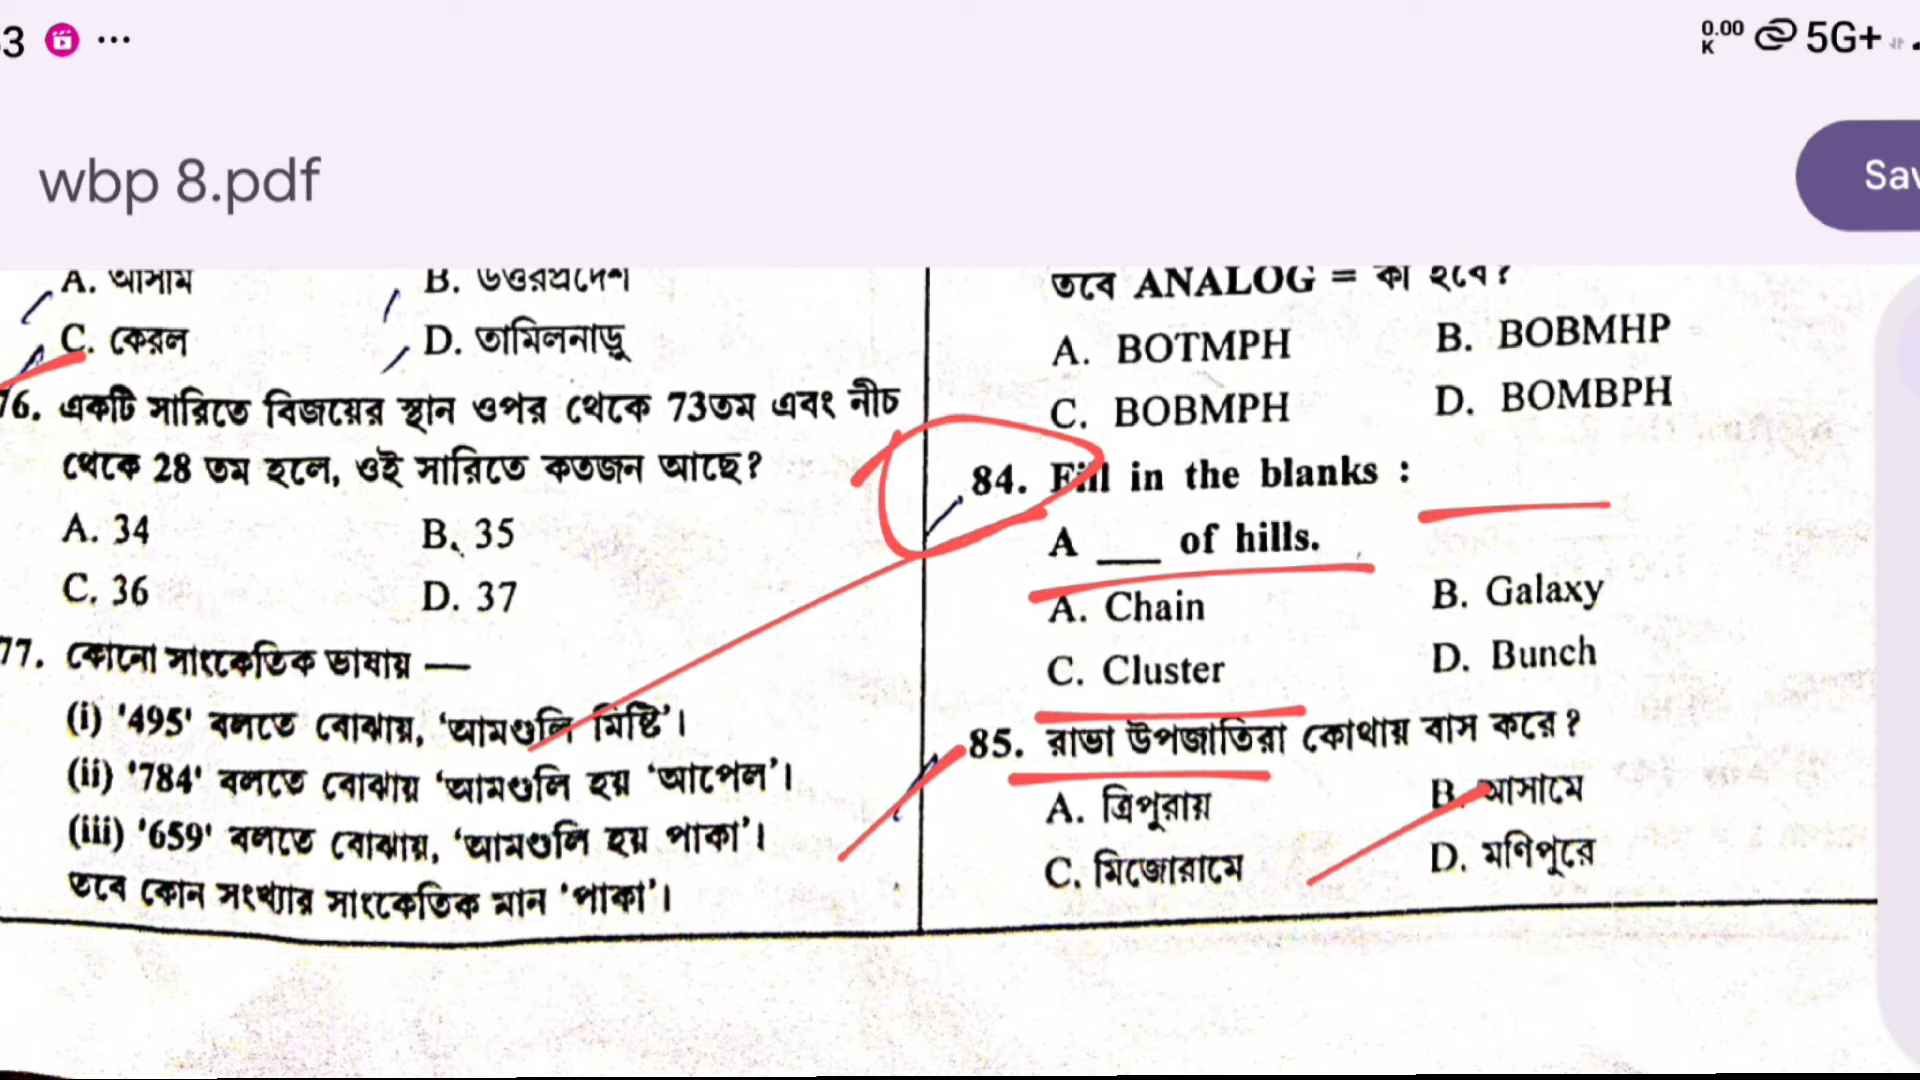 3 ...
0.00
K
5G+
wbp 8.pdf
Sav
A. আসাম B. উত্তরপ্রদেশ
C. কেরল D. তামিলনাড়ু
76. একটি সারিতে বিজয়ের স্থান ওপর থেকে 73তম এবং নীচ
থেকে 28 তম হলে, ওই সারিতে কতজন আছে?
A. 34 B. 35
C. 36 D. 37
77. কোনো সাংকেতিক ভাষায় —
(i) '495' বলতে বোঝায়, ‘আমগুলি মিষ্টি’।
(ii) '784' বলতে বোঝায় ‘আমগুলি হয় ‘আপেল’।
(iii) '659' বলতে বোঝায়, ‘আমগুলি হয় পাকা’।
তবে কোন সংখ্যার সাংকেতিক মান ‘পাকা’।
তবে ANALOG = কী হবে?
A. BOTMPH B. BOBMHP
C. BOBMPH D. BOMBPH
84. Fill in the blanks :
A ___ of hills.
A. Chain B. Galaxy
C. Cluster D. Bunch
85. রাভা উপজাতিরা কোথায় বাস করে?
A. ত্রিপুরায় B. আসামে
C. মিজোরামে D. মণিপুরে